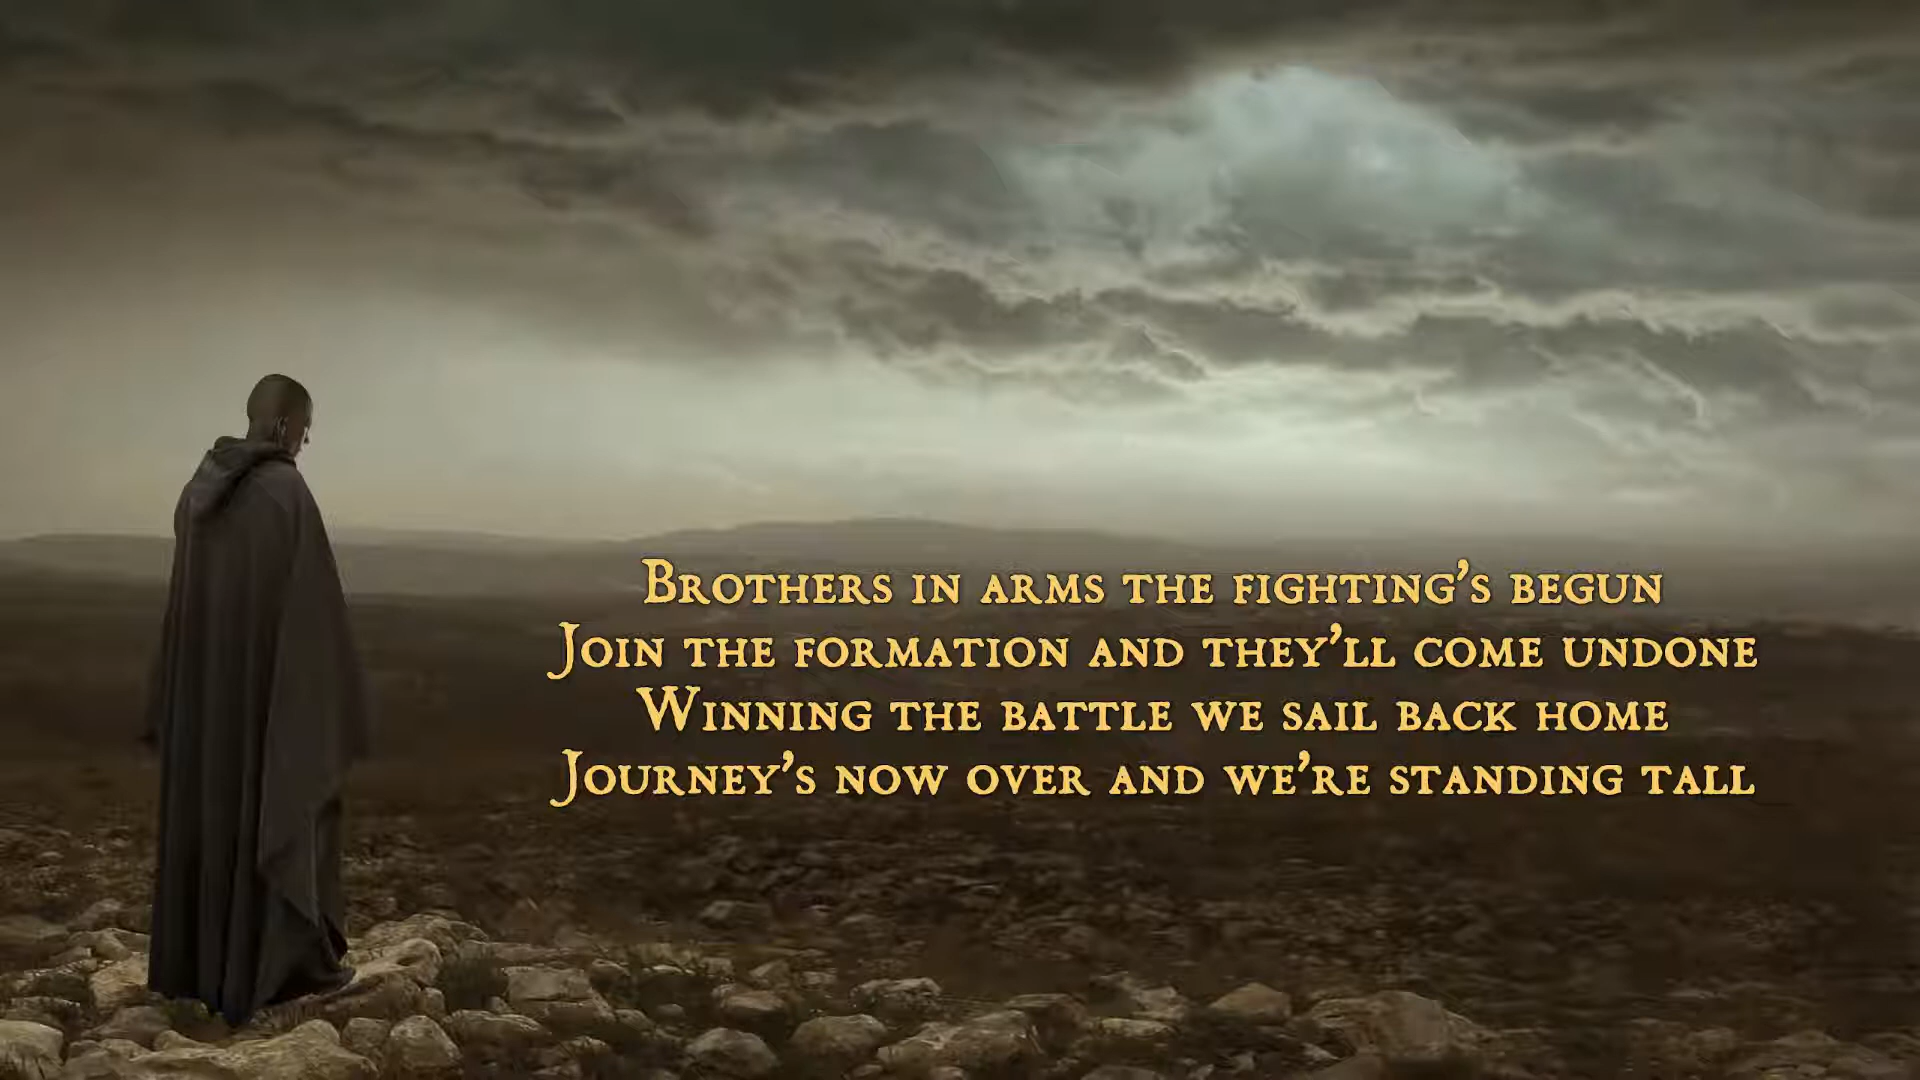 Brothers in arms the fighting's begun
Join the formation and they'll come undone
Winning the battle we sail back home
Journey's now over and we're standing tall